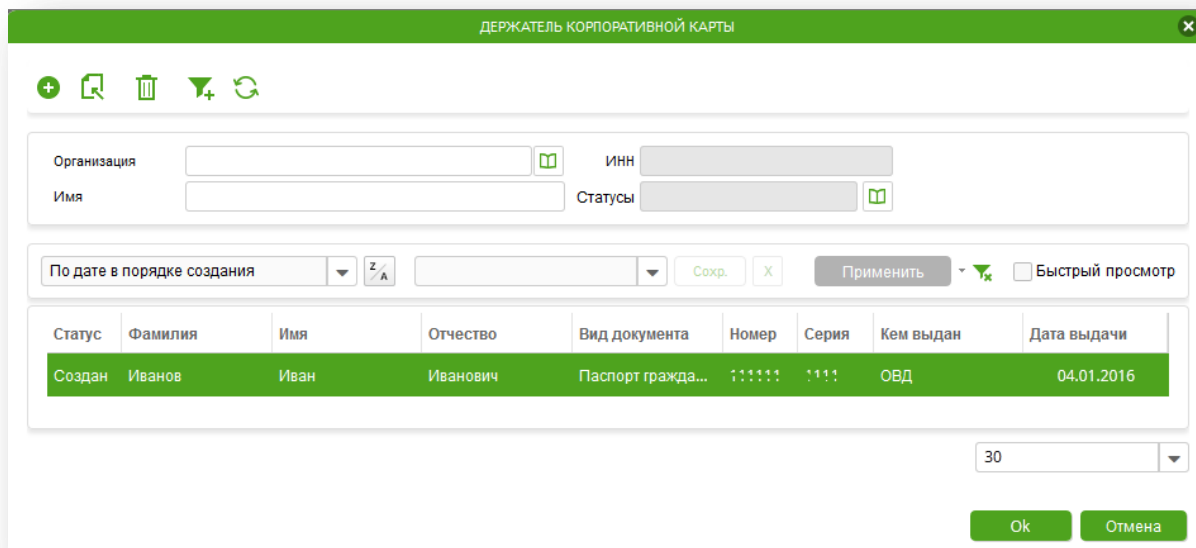 ДЕРЖАТЕЛЬ КОРПОРАТИВНОЙ КАРТЫ
Организация ИНН
Имя Статусы
По дате в порядке создания Z/A Сохр. X Применить Быстрый просмотр
Статус Фамилия Имя Отчество Вид документа Номер Серия Кем выдан Дата выдачи
Создан Иванов Иван Иванович Паспорт гражда... 111111 1111 ОВД 04.01.2016
30
Ok Отмена